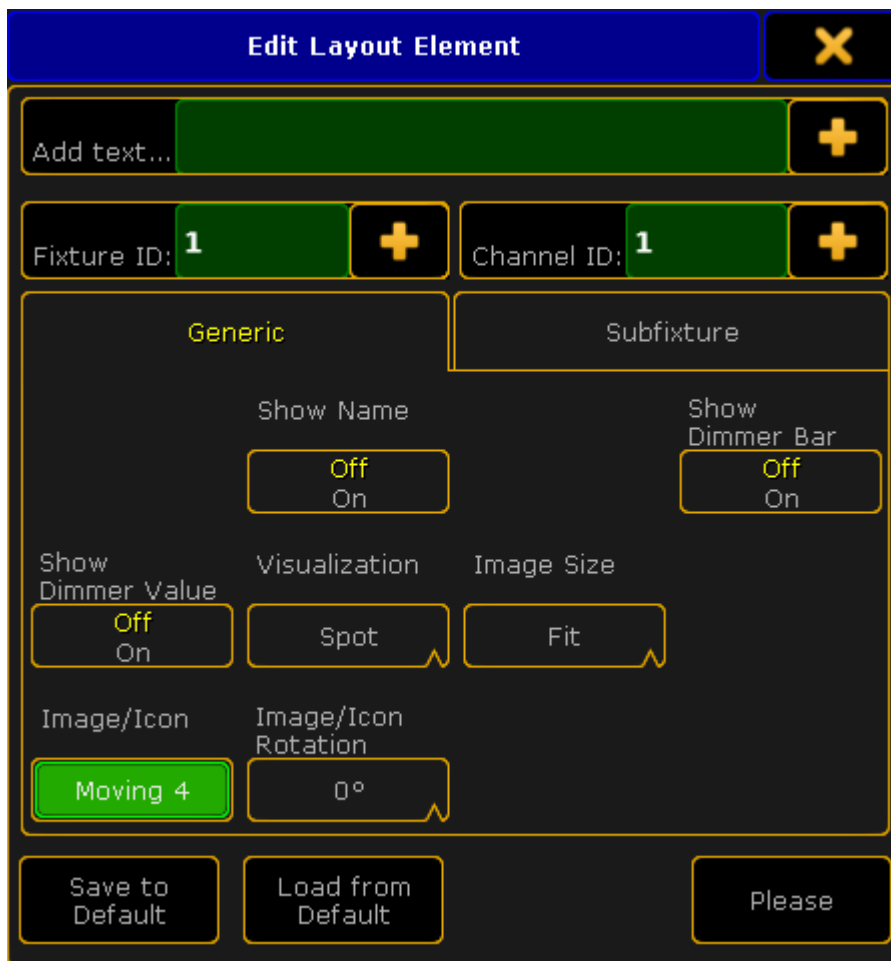 Edit Layout Element
Add text...
Fixture ID: 1
Channel ID: 1
Generic
Subfixture
Show Name
Off
On
Show
Dimmer Bar
Off
On
Show
Dimmer Value
Off
On
Visualization
Spot
Image Size
Fit
Image/Icon
Moving 4
Image/Icon
Rotation
0°
Save to
Default
Load from
Default
Please